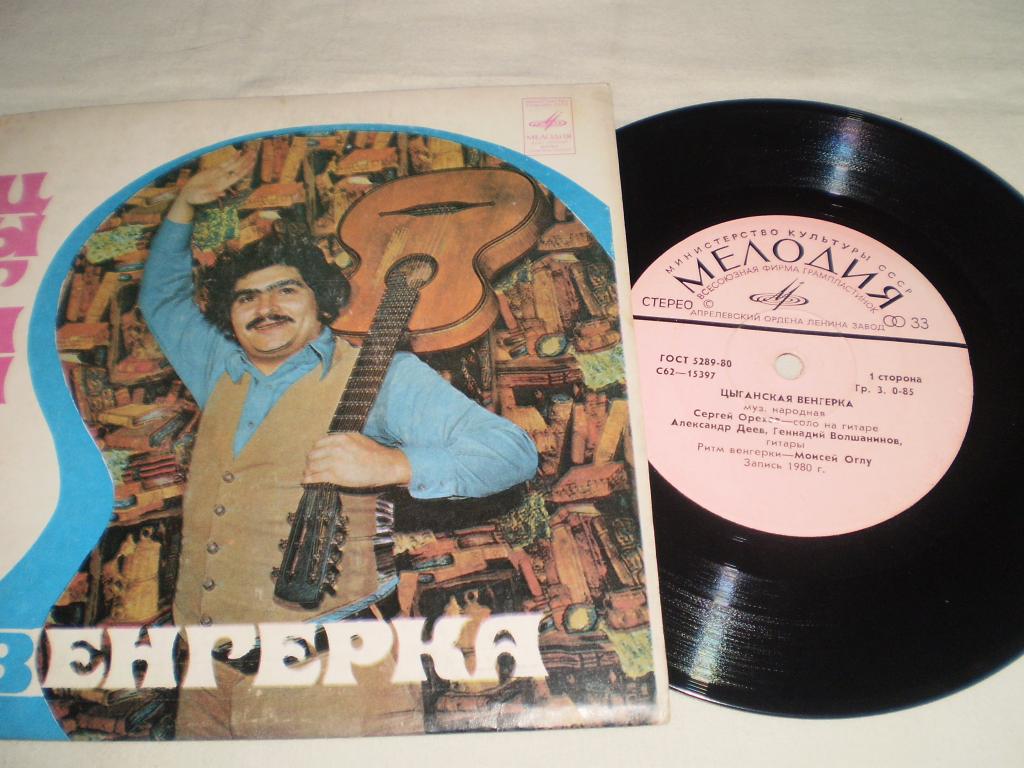 МЕЛОДИЯ
ЗЕНГЕРКА
МИНИСТЕРСТВО КУЛЬТУРЫ СССР
МЕЛОДИЯ
ВСЕСОЮЗНАЯ ФИРМА ГРАМПЛАСТИНОК
СТЕРЕО
33
АПРЕЛЕВСКИЙ ОРДЕНА ЛЕНИНА ЗАВОД
ГОСТ 5289-80
С62—15397
1 сторона
Гр. 3. 0-85
ЦЫГАНСКАЯ ВЕНГЕРКА
муз. народная
Сергей Орехов—соло на гитаре
Александр Деев, Геннадий Волшанинов,
гитары
Ритм венгерки—Моисей Оглу
Запись 1980 г.